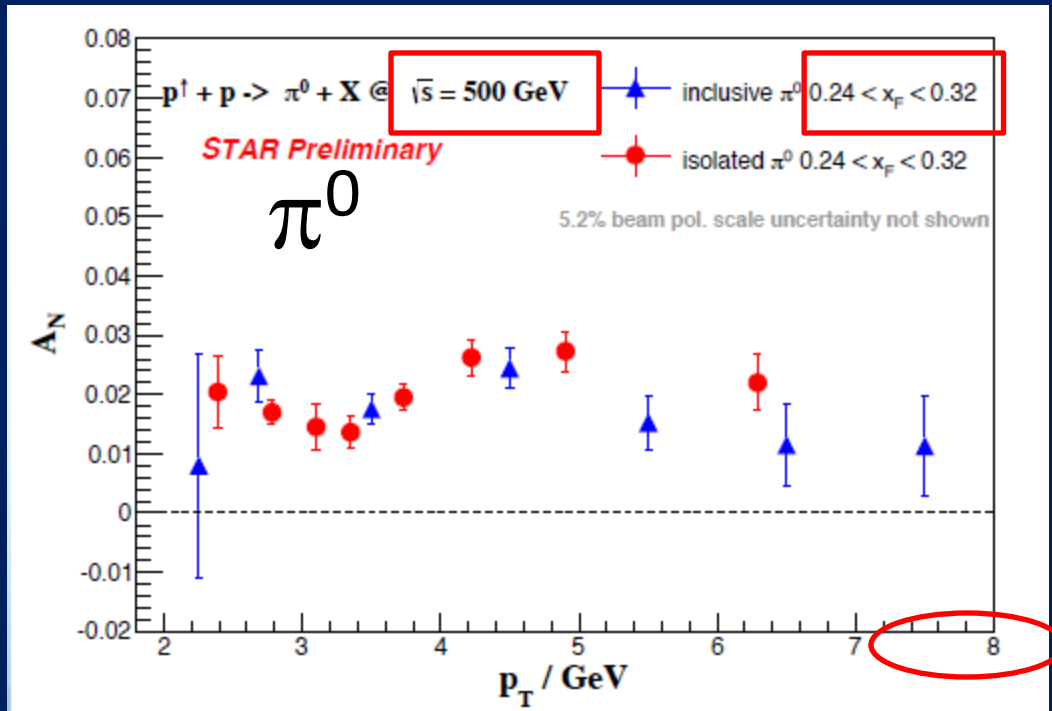 0.08
0.07
0.06
0.05
0.04
0.03
0.02
0.01
0
-0.01
-0.02
A_N
p↑ + p -> π⁰ + X @ √s = 500 GeV
STAR Preliminary
π⁰
inclusive π⁰ 0.24 < x_F < 0.32
isolated π⁰ 0.24 < x_F < 0.32
5.2% beam pol. scale uncertainty not shown
2 3 4 5 6 7 8
p_T / GeV